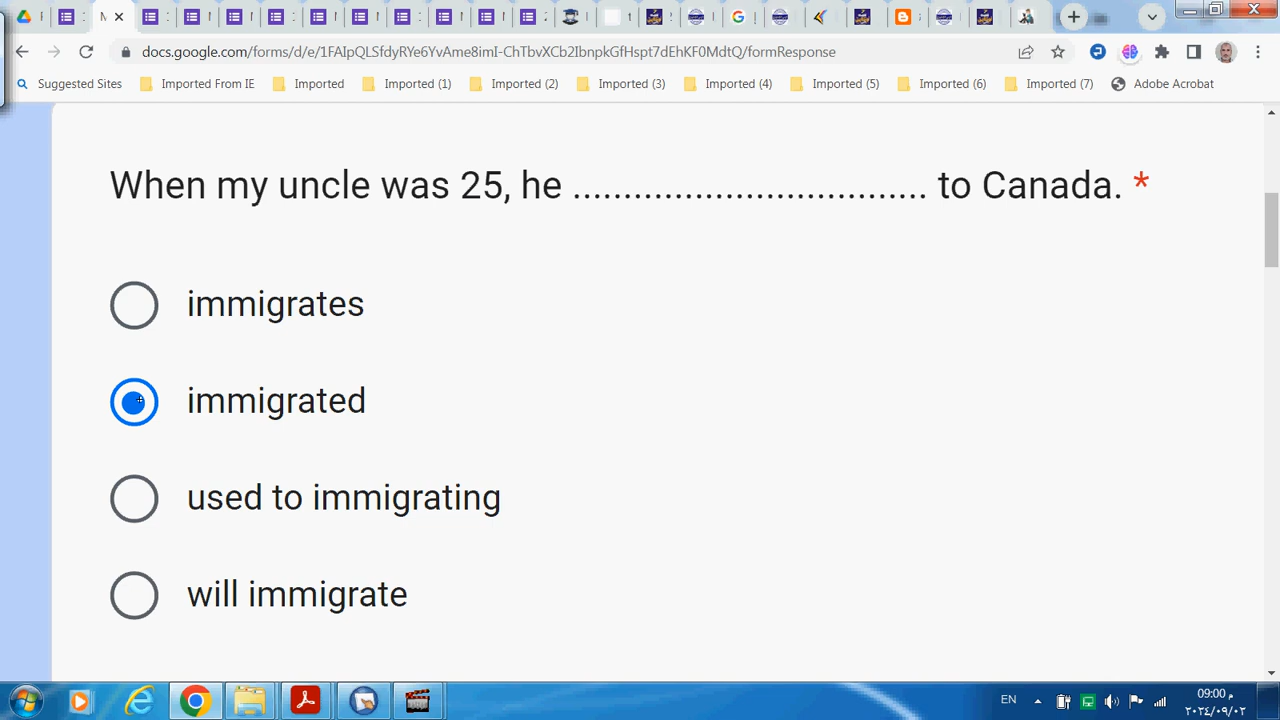 M
docs.google.com/forms/d/e/1FAIpQLSfdvRYe6YvAme8imI-ChTbvXCb2IbnpkGfHspt7dEhKF0MdtQ/formResponse
Suggested Sites Imported From IE Imported Imported (1) Imported (2) Imported (3) Imported (4) Imported (5) Imported (6) Imported (7) Adobe Acrobat
When my uncle was 25, he ................................... to Canada. *
immigrates
immigrated
used to immigrating
will immigrate
EN
09:00 م
٢٠٢٤/٠٩/٠٢